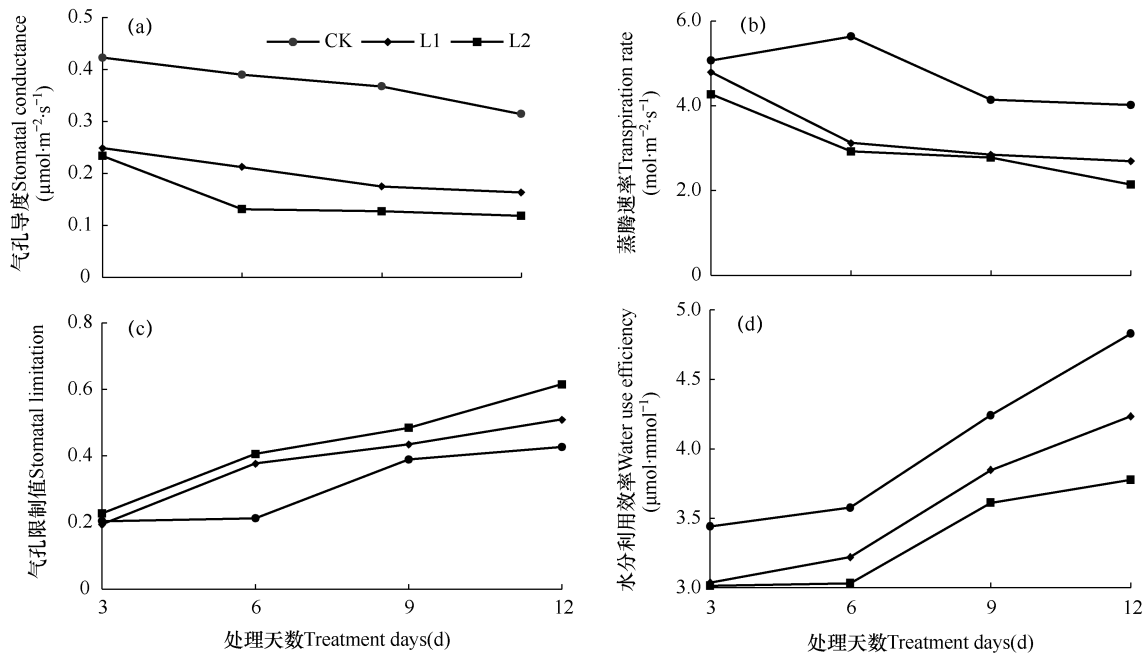 (a)
CK L1 L2
0.5
0.4
0.3
0.2
0.1
0
气孔导度Stomatal conductance
(μmol·m⁻²·s⁻¹)
(b)
6.0
4.0
2.0
0
蒸腾速率Transpiration rate
(mol·m⁻²·s⁻¹)
(c)
0.8
0.6
0.4
0.2
0
气孔限制值Stomatal limitation
3 6 9 12
处理天数Treatment days(d)
(d)
5.0
4.5
4.0
3.5
3.0
水分利用效率Water use efficiency
(μmol·mmol⁻¹)
3 6 9 12
处理天数Treatment days(d)